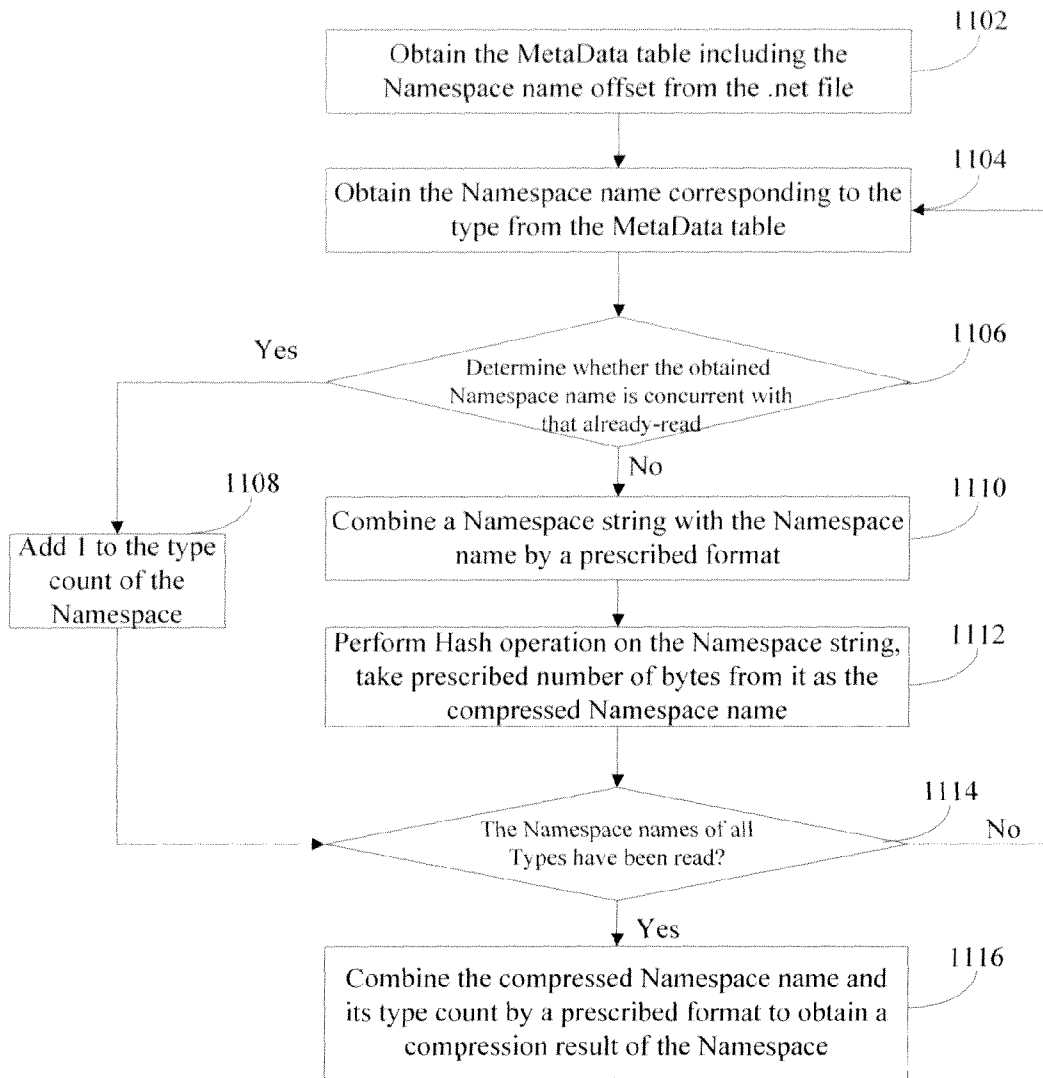 1102
Obtain the MetaData table including the
Namespace name offset from the .net file
1104
Obtain the Namespace name corresponding to the
type from the MetaData table
1106
Yes
Determine whether the obtained
Namespace name is concurrent with
that already-read
No
1108
1110
Add 1 to the type
count of the
Namespace
Combine a Namespace string with the Namespace
name by a prescribed format
1112
Perform Hash operation on the Namespace string,
take prescribed number of bytes from it as the
compressed Namespace name
1114
The Namespace names of all
Types have been read?
No
Yes
1116
Combine the compressed Namespace name and
its type count by a prescribed format to obtain a
compression result of the Namespace